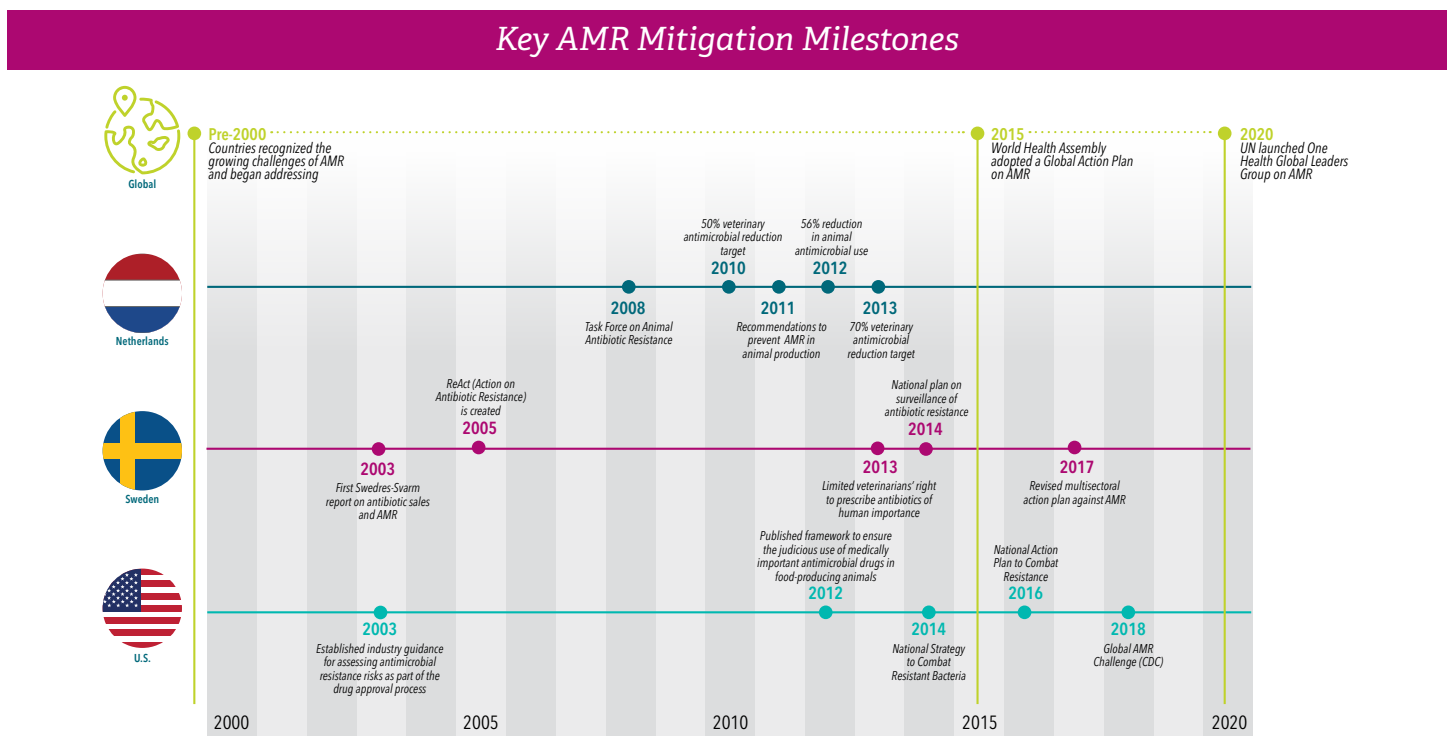 Key AMR Mitigation Milestones
Global
Pre-2000
Countries recognized the
growing challenges of AMR
and began addressing
2015
World Health Assembly
adopted a Global Action Plan
on AMR
2020
UN launched One
Health Global Leaders
Group on AMR
Netherlands
2008
Task Force on Animal
Antibiotic Resistance
50% veterinary
antimicrobial reduction
target
2010
2011
Recommendations to
prevent AMR in
animal production
56% reduction
in animal
antimicrobial use
2012
2013
70% veterinary
antimicrobial
reduction target
Sweden
2003
First Swedres-Svarm
report on antibiotic sales
and AMR
ReAct (Action on
Antibiotic Resistance)
is created
2005
2013
Limited veterinarians' right
to prescribe antibiotics of
human importance
National plan on
surveillance of
antibiotic resistance
2014
2017
Revised multisectoral
action plan against AMR
U.S.
2003
Established industry guidance
for assessing antimicrobial
resistance risks as part of the
drug approval process
Published framework to ensure
the judicious use of medically
important antimicrobial drugs in
food-producing animals
2012
2014
National Strategy
to Combat
Resistant Bacteria
National Action
Plan to Combat
Resistance
2016
2018
Global AMR
Challenge (CDC)
2000
2005
2010
2015
2020